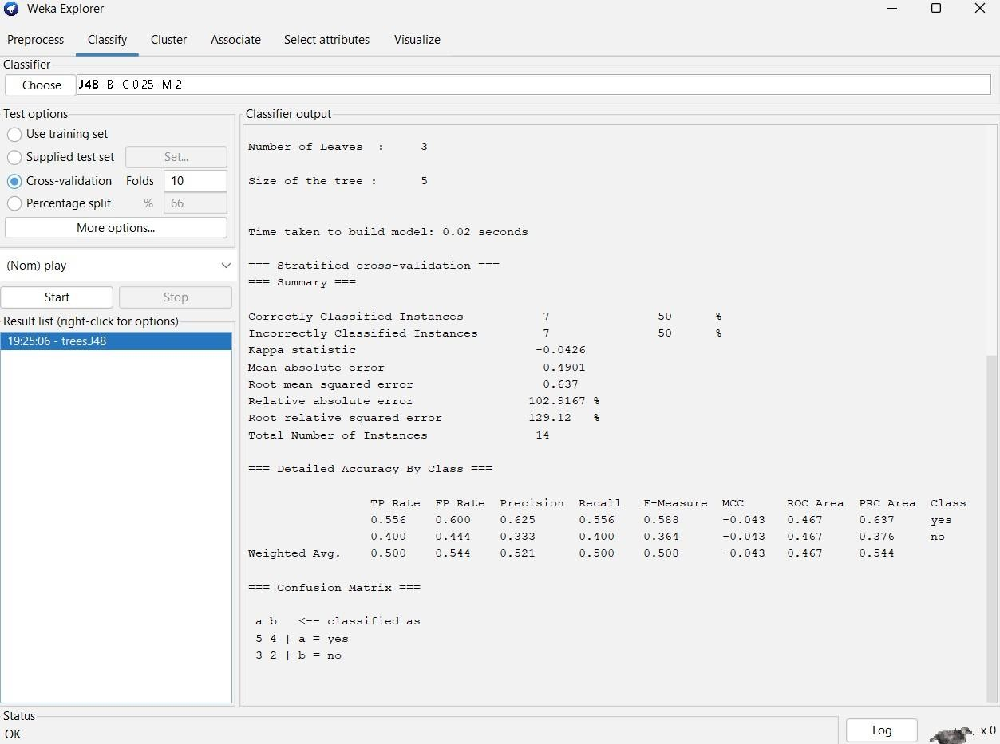 Weka Explorer
Preprocess Classify Cluster Associate Select attributes Visualize
Classifier
Choose J48 -B -C 0.25 -M 2
Test options
Use training set
Supplied test set Set...
Cross-validation Folds 10
Percentage split % 66
More options...
(Nom) play
Start Stop
Result list (right-click for options)
19:25:06 - trees.J48
Classifier output
Number of Leaves : 3
Size of the tree : 5
Time taken to build model: 0.02 seconds
=== Stratified cross-validation ===
=== Summary ===
Correctly Classified Instances 7 50 %
Incorrectly Classified Instances 7 50 %
Kappa statistic -0.0426
Mean absolute error 0.4901
Root mean squared error 0.637
Relative absolute error 102.9167 %
Root relative squared error 129.12 %
Total Number of Instances 14
=== Detailed Accuracy By Class ===
TP Rate FP Rate Precision Recall F-Measure MCC ROC Area PRC Area Class
0.556 0.600 0.625 0.556 0.588 -0.043 0.467 0.637 yes
0.400 0.444 0.333 0.400 0.364 -0.043 0.467 0.376 no
Weighted Avg. 0.500 0.544 0.521 0.500 0.508 -0.043 0.467 0.544
=== Confusion Matrix ===
a b <-- classified as
5 4 | a = yes
3 2 | b = no
Status
OK
Log x 0